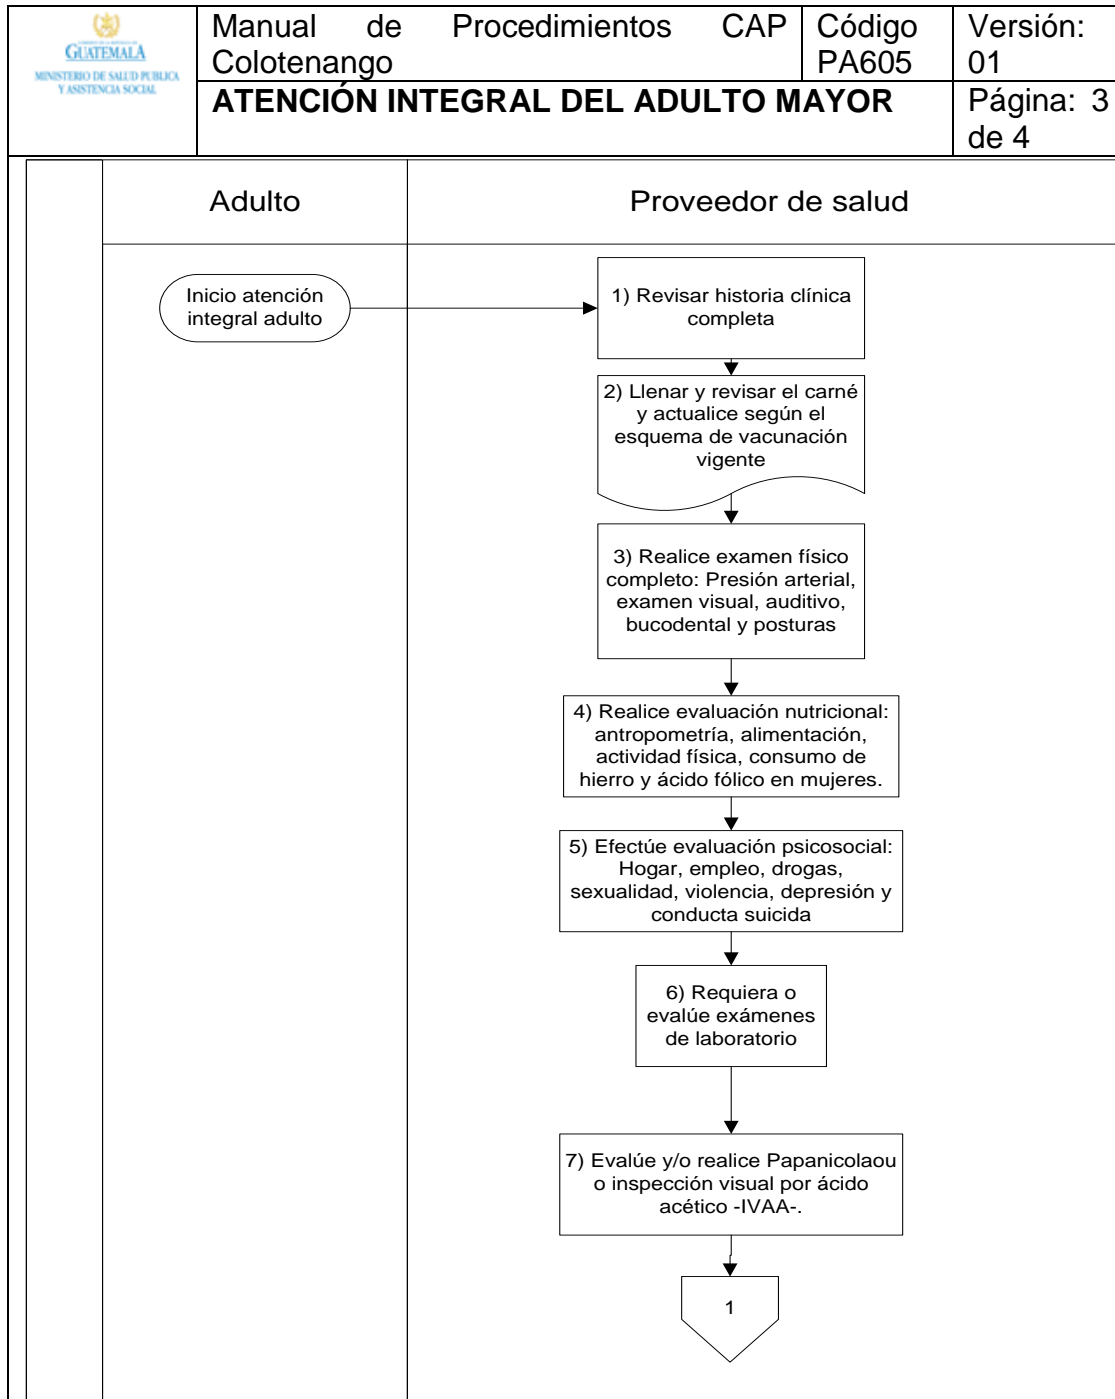 GOBIERNO DE LA REPÚBLICA DE
GUATEMALA
MINISTERIO DE SALUD PUBLICA
Y ASISTENCIA SOCIAL
Manual de Procedimientos CAP
Colotenango
Código
PA605
Versión:
01
ATENCIÓN INTEGRAL DEL ADULTO MAYOR
Página: 3
de 4
Adulto
Proveedor de salud
Inicio atención
integral adulto
1) Revisar historia clínica
completa
2) Llenar y revisar el carné
y actualice según el
esquema de vacunación
vigente
3) Realice examen físico
completo: Presión arterial,
examen visual, auditivo,
bucodental y posturas
4) Realice evaluación nutricional:
antropometría, alimentación,
actividad física, consumo de
hierro y ácido fólico en mujeres.
5) Efectúe evaluación psicosocial:
Hogar, empleo, drogas,
sexualidad, violencia, depresión y
conducta suicida
6) Requiera o
evalúe exámenes
de laboratorio
7) Evalúe y/o realice Papanicolaou
o inspección visual por ácido
acético -IVAA-.
1